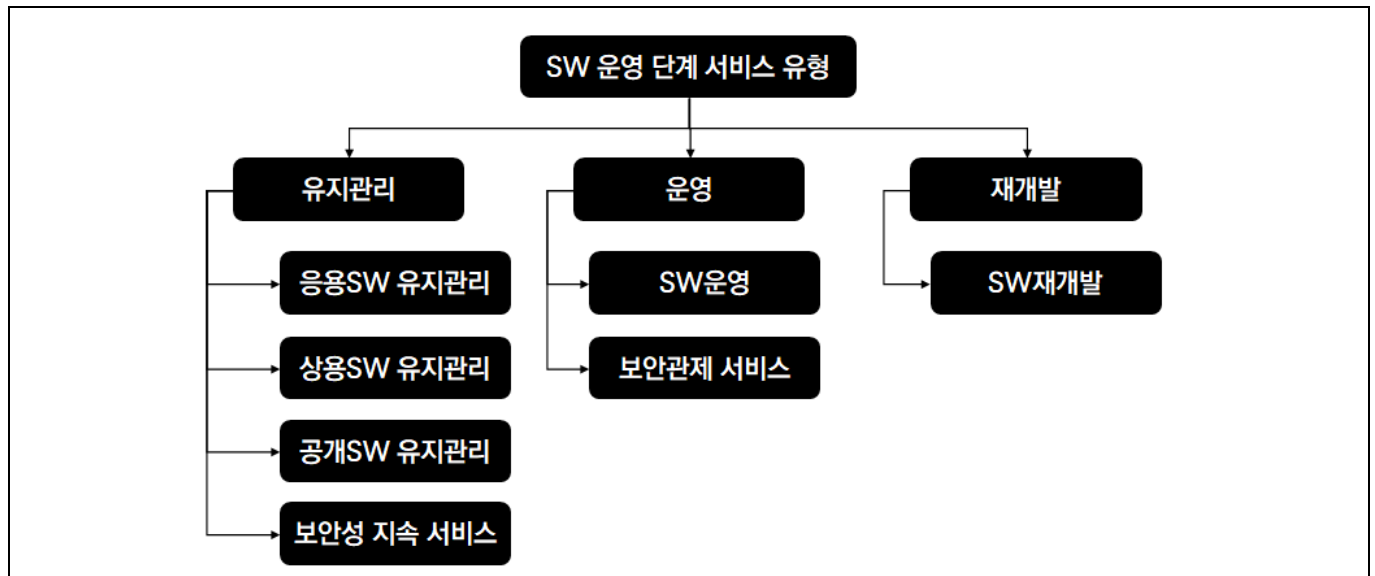 SW 운영 단계 서비스 유형
유지관리
운영
재개발
응용SW 유지관리
SW운영
SW재개발
상용SW 유지관리
보안관제 서비스
공개SW 유지관리
보안성 지속 서비스